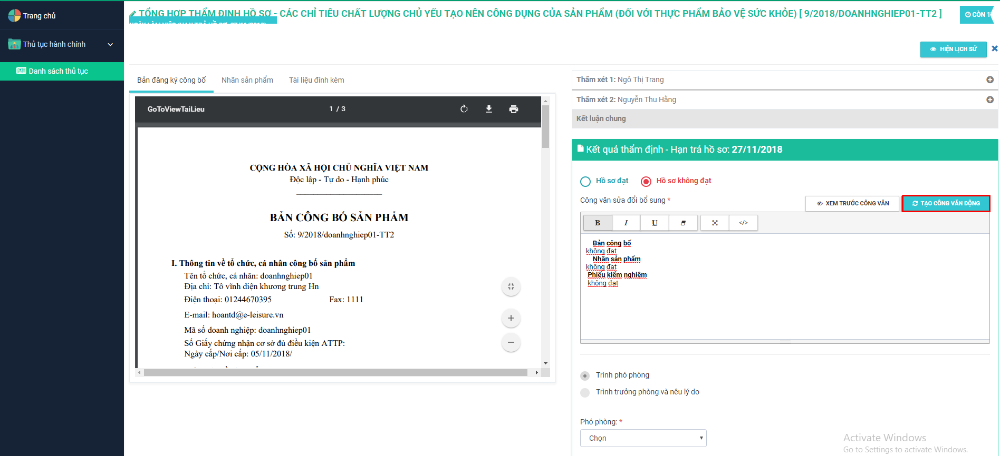 Trang chủ
Thủ tục hành chính
Danh sách thủ tục
TỔNG HỢP THẨM ĐỊNH HỒ SƠ - CÁC CHỈ TIÊU CHẤT LƯỢNG CHỦ YẾU TẠO NÊN CÔNG DỤNG CỦA SẢN PHẨM (ĐỐI VỚI THỰC PHẨM BẢO VỆ SỨC KHỎE) [ 9/2018/DOANHNGHIEP01-TT2 ]
CÒN
HIỆN LỊCH SỬ
Bản đăng ký công bố
Nhãn sản phẩm
Tài liệu đính kèm
GoToViewTaiLieu
1 / 3
CỘNG HÒA XÃ HỘI CHỦ NGHĨA VIỆT NAM
Độc lập - Tự do - Hạnh phúc
BẢN CÔNG BỐ SẢN PHẨM
Số: 9/2018/doanhnghiep01-TT2
I. Thông tin về tổ chức, cá nhân công bố sản phẩm
Tên tổ chức, cá nhân: doanhnghiep01
Địa chỉ: Tô vĩnh diện khương trung Hn
Điện thoại: 01244670395 Fax: 1111
E-mail: hoantd@e-leisure.vn
Mã số doanh nghiệp: doanhnghiep01
Số Giấy chứng nhận cơ sở đủ điều kiện ATTP:
Ngày cấp/Nơi cấp: 05/11/2018/
Thẩm xét 1: Ngô Thị Trang
Thẩm xét 2: Nguyễn Thu Hằng
Kết luận chung
Kết quả thẩm định - Hạn trả hồ sơ: 27/11/2018
Hồ sơ đạt
Hồ sơ không đạt
Công văn sửa đổi bổ sung *
XEM TRƯỚC CÔNG VĂN
TẠO CÔNG VĂN ĐỘNG
B I U </>
Bản công bố
không đạt
Nhãn sản phẩm
không đạt
Phiếu kiểm nghiệm
không đạt
Trình phó phòng
Trình trưởng phòng và nêu lý do
Phó phòng: *
Chọn
Activate Windows
Go to Settings to activate Windows.